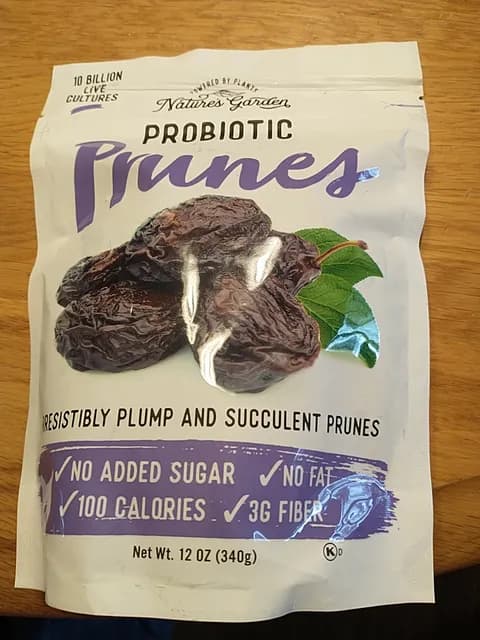 10 BILLION
LIVE
CULTURES
POWERED BY PLANTS
Nature's Garden
PROBIOTIC
Prunes
RRESISTIBLY PLUMP AND SUCCULENT PRUNES
✓NO ADDED SUGAR ✓NO FAT
✓100 CALORIES ✓3G FIBER
Net Wt. 12 OZ (340g)
K D